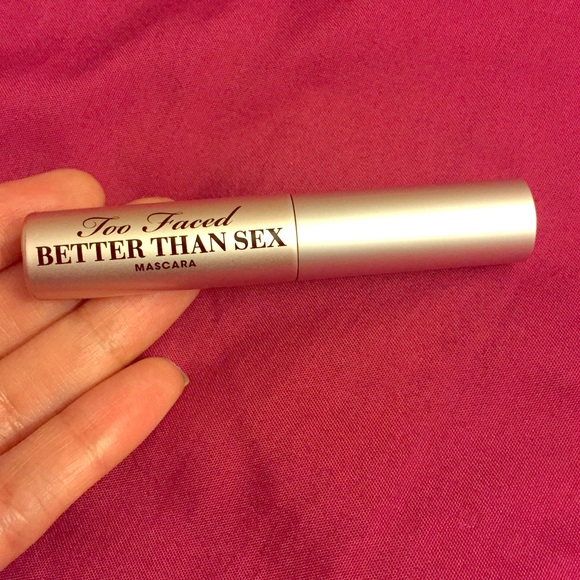 Too Faced
BETTER THAN SEX
MASCARA